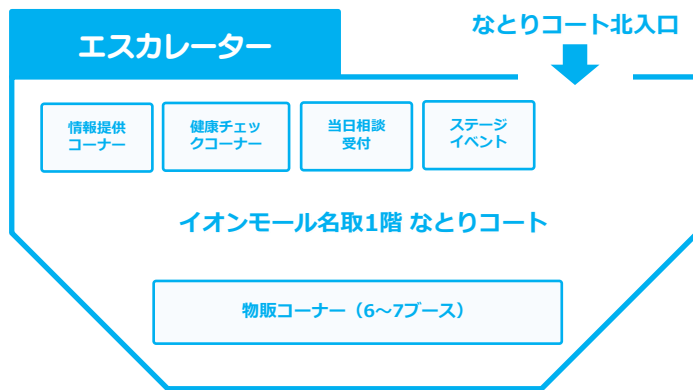 エスカレーター
なとりコート北入口
情報提供
コーナー
健康チェッ
クコーナー
当日相談
受付
ステージ
イベント
イオンモール名取1階 なとりコート
物販コーナー（6〜7ブース）